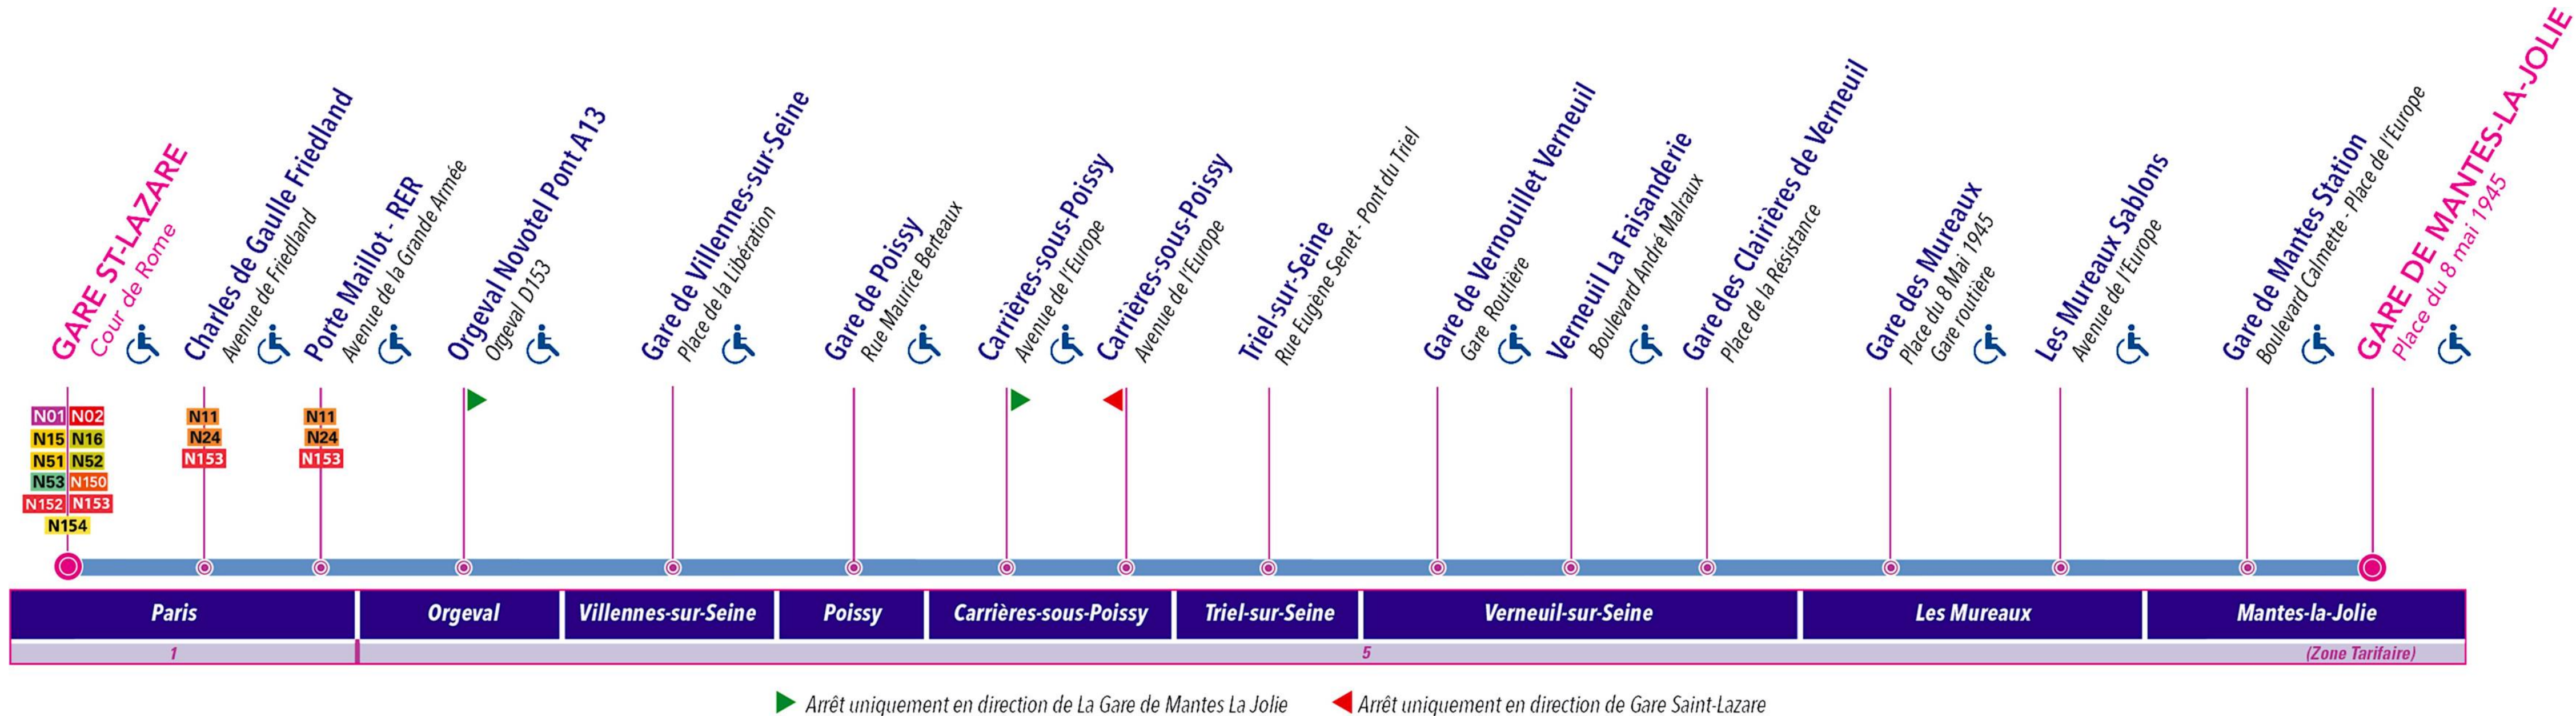 GARE ST-LAZARE
Cour de Rome
Charles de Gaulle Friedland
Avenue de Friedland
Porte Maillot - RER
Avenue de la Grande Armée
Orgeval Novotel Pont A13
Orgeval D153
Gare de Villennes-sur-Seine
Place de la Libération
Gare de Poissy
Rue Maurice Berteaux
Carrières-sous-Poissy
Avenue de l'Europe
Carrières-sous-Poissy
Avenue de l'Europe
Triel-sur-Seine
Rue Eugène Senet - Pont du Triel
Gare de Vernouillet Verneuil
Gare Routière
Verneuil La Faisanderie
Boulevard André Malraux
Gare des Clairières de Verneuil
Place de la Résistance
Gare des Mureaux
Place du 8 Mai 1945
Gare routière
Les Mureaux Sablons
Avenue de l'Europe
Gare de Mantes Station
Boulevard Calmette - Place de l'Europe
GARE DE MANTES-LA-JOLIE
Place du 8 mai 1945
N01 N02
N15 N16
N51 N52
N53 N150
N152 N153
N154
N11
N24
N153
N11
N24
N153
Paris
Orgeval
Villennes-sur-Seine
Poissy
Carrières-sous-Poissy
Triel-sur-Seine
Verneuil-sur-Seine
Les Mureaux
Mantes-la-Jolie
1
5
(Zone Tarifaire)
Arrêt uniquement en direction de La Gare de Mantes La Jolie
Arrêt uniquement en direction de Gare Saint-Lazare